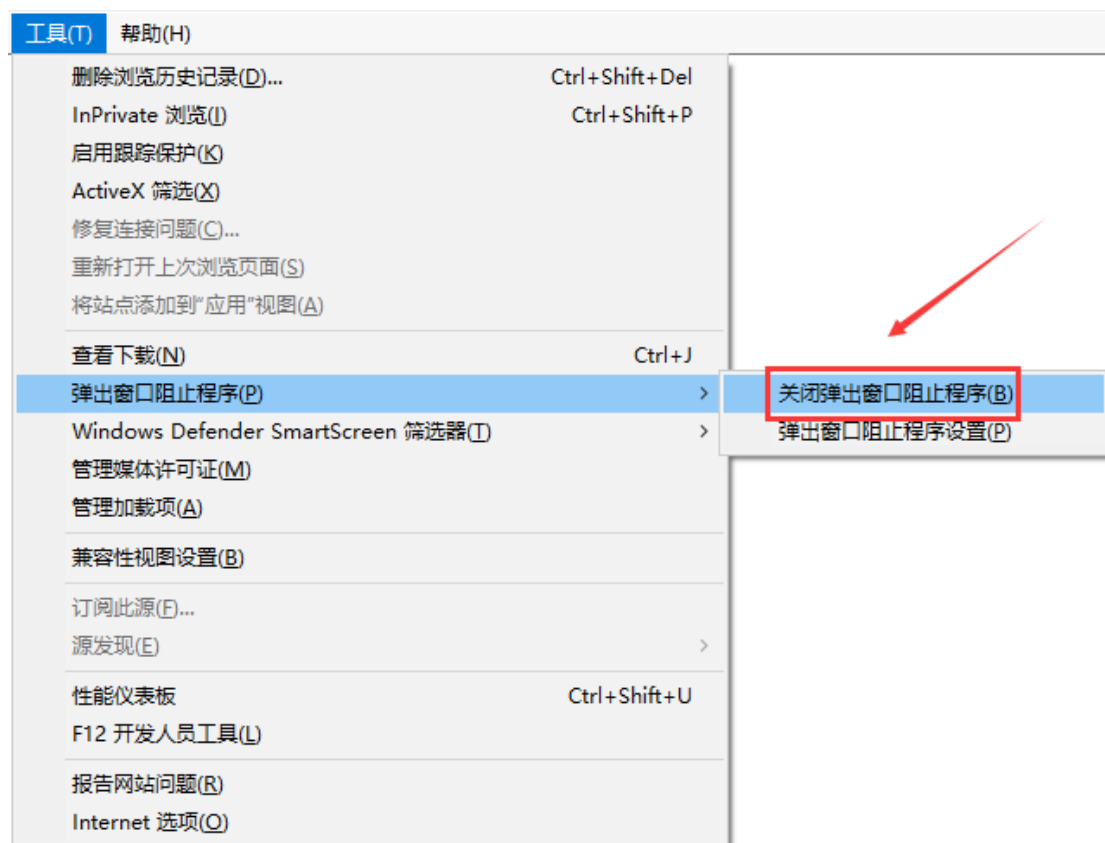 工具(T) 帮助(H)
删除浏览历史记录(D)... Ctrl+Shift+Del
InPrivate 浏览(I) Ctrl+Shift+P
启用跟踪保护(K)
ActiveX 筛选(X)
修复连接问题(C)...
重新打开上次浏览页面(S)
将站点添加到“应用”视图(A)
查看下载(N) Ctrl+J
弹出窗口阻止程序(P) 关闭弹出窗口阻止程序(B)
Windows Defender SmartScreen 筛选器(T) 弹出窗口阻止程序设置(P)
管理媒体许可证(M)
管理加载项(A)
兼容性视图设置(B)
订阅此源(F)...
源发现(E)
性能仪表板 Ctrl+Shift+U
F12 开发人员工具(L)
报告网站问题(R)
Internet 选项(O)